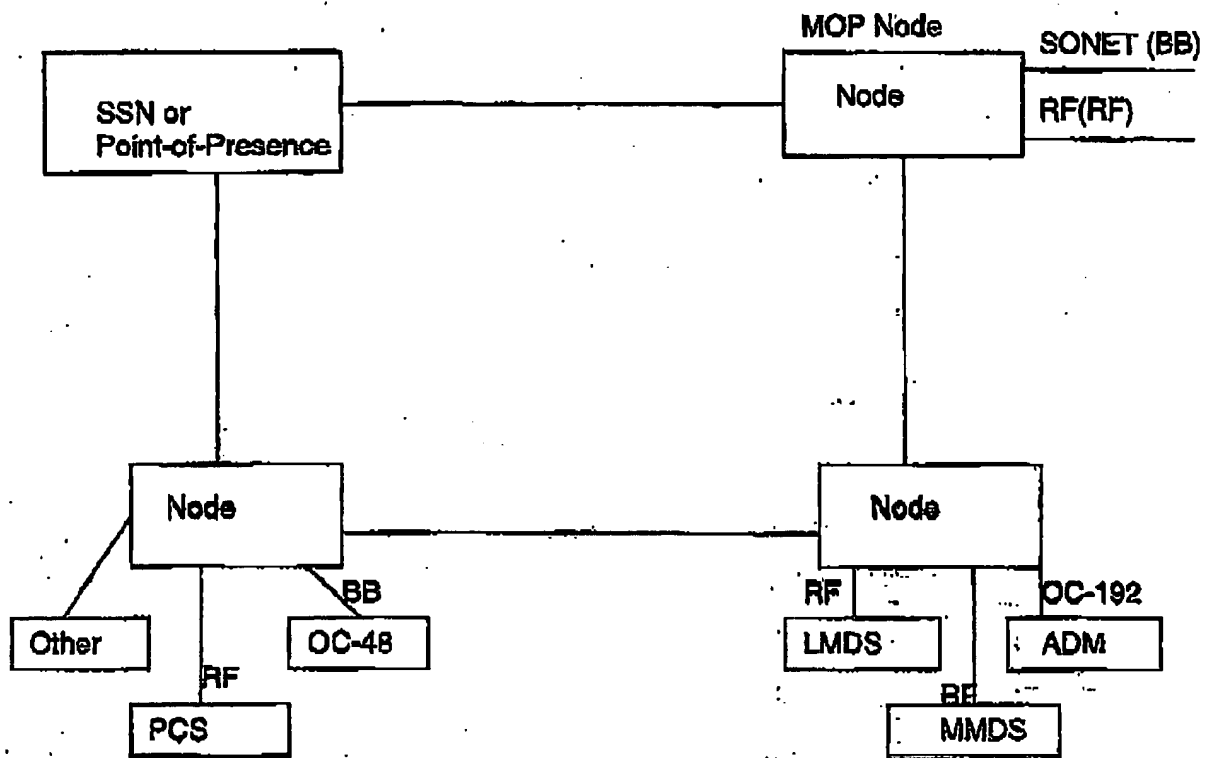 MOP Node
SONET (BB)
SSN or
Point-of-Presence
Node
RF(RF)
Node
Node
BB
RF
OC-192
Other
OC-48
LMDS
ADM
RF
RF
PCS
MMDS